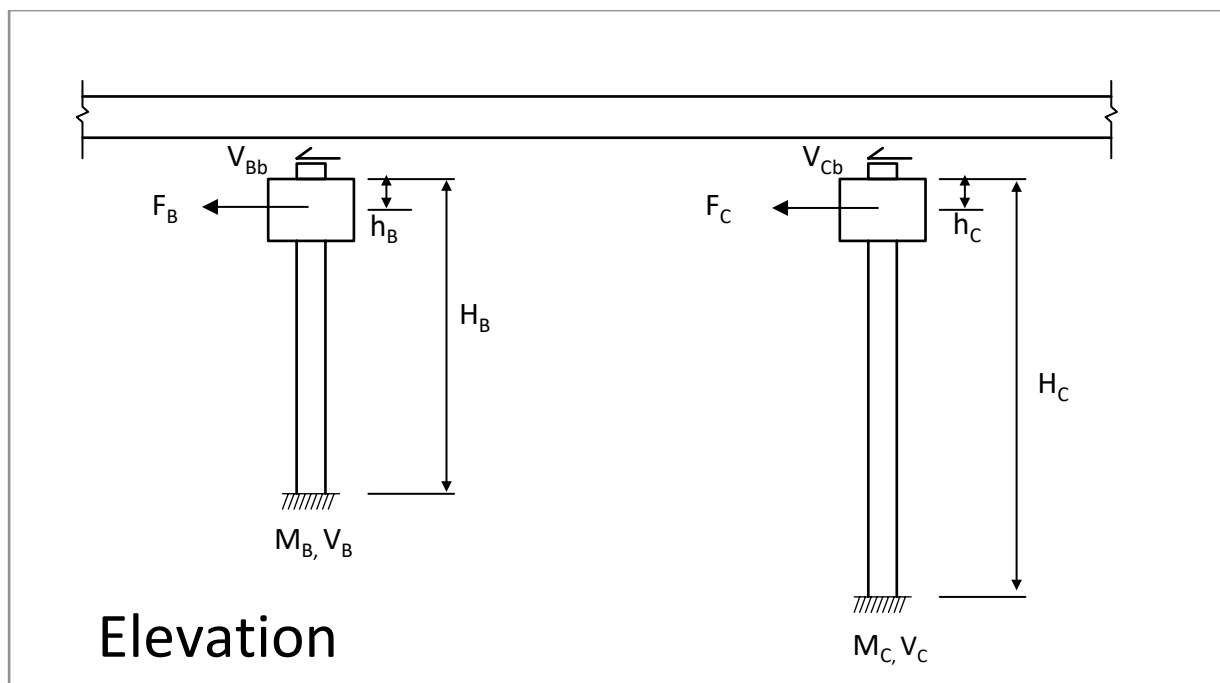 V_Bb
V_Cb
F_B
h_B
F_C
h_C
H_B
H_C
M_B, V_B
M_C, V_C
Elevation